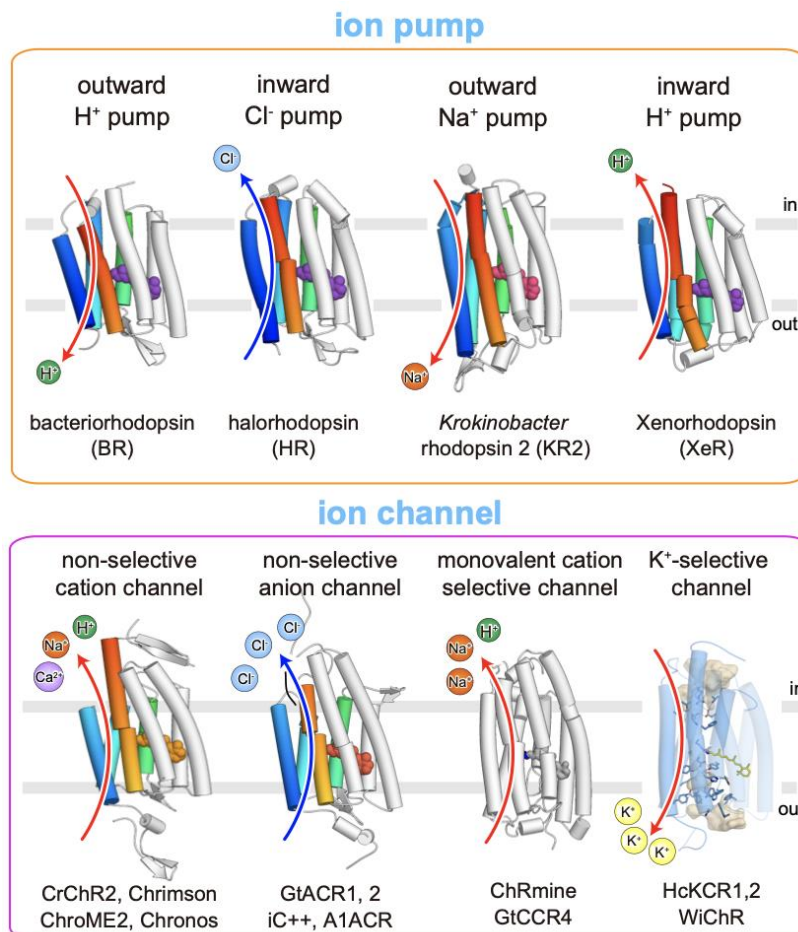 ion pump
outward
H⁺ pump
inward
Cl⁻ pump
outward
Na⁺ pump
inward
H⁺ pump
Cl⁻
H⁺
in
out
H⁺
Na⁺
bacteriorhodopsin
(BR)
halorhodopsin
(HR)
Krokinobacter
rhodopsin 2 (KR2)
Xenorhodopsin
(XeR)
ion channel
non-selective
cation channel
non-selective
anion channel
monovalent cation
selective channel
K⁺-selective
channel
Na⁺
H⁺
Ca²⁺
Cl⁻
Cl⁻
Cl⁻
Na⁺
H⁺
Na⁺
K⁺
K⁺
K⁺
CrChR2, Chrimson
ChroME2, Chronos
GtACR1, 2
iC++, A1ACR
ChRmine
GtCCR4
HcKCR1,2
WiChR